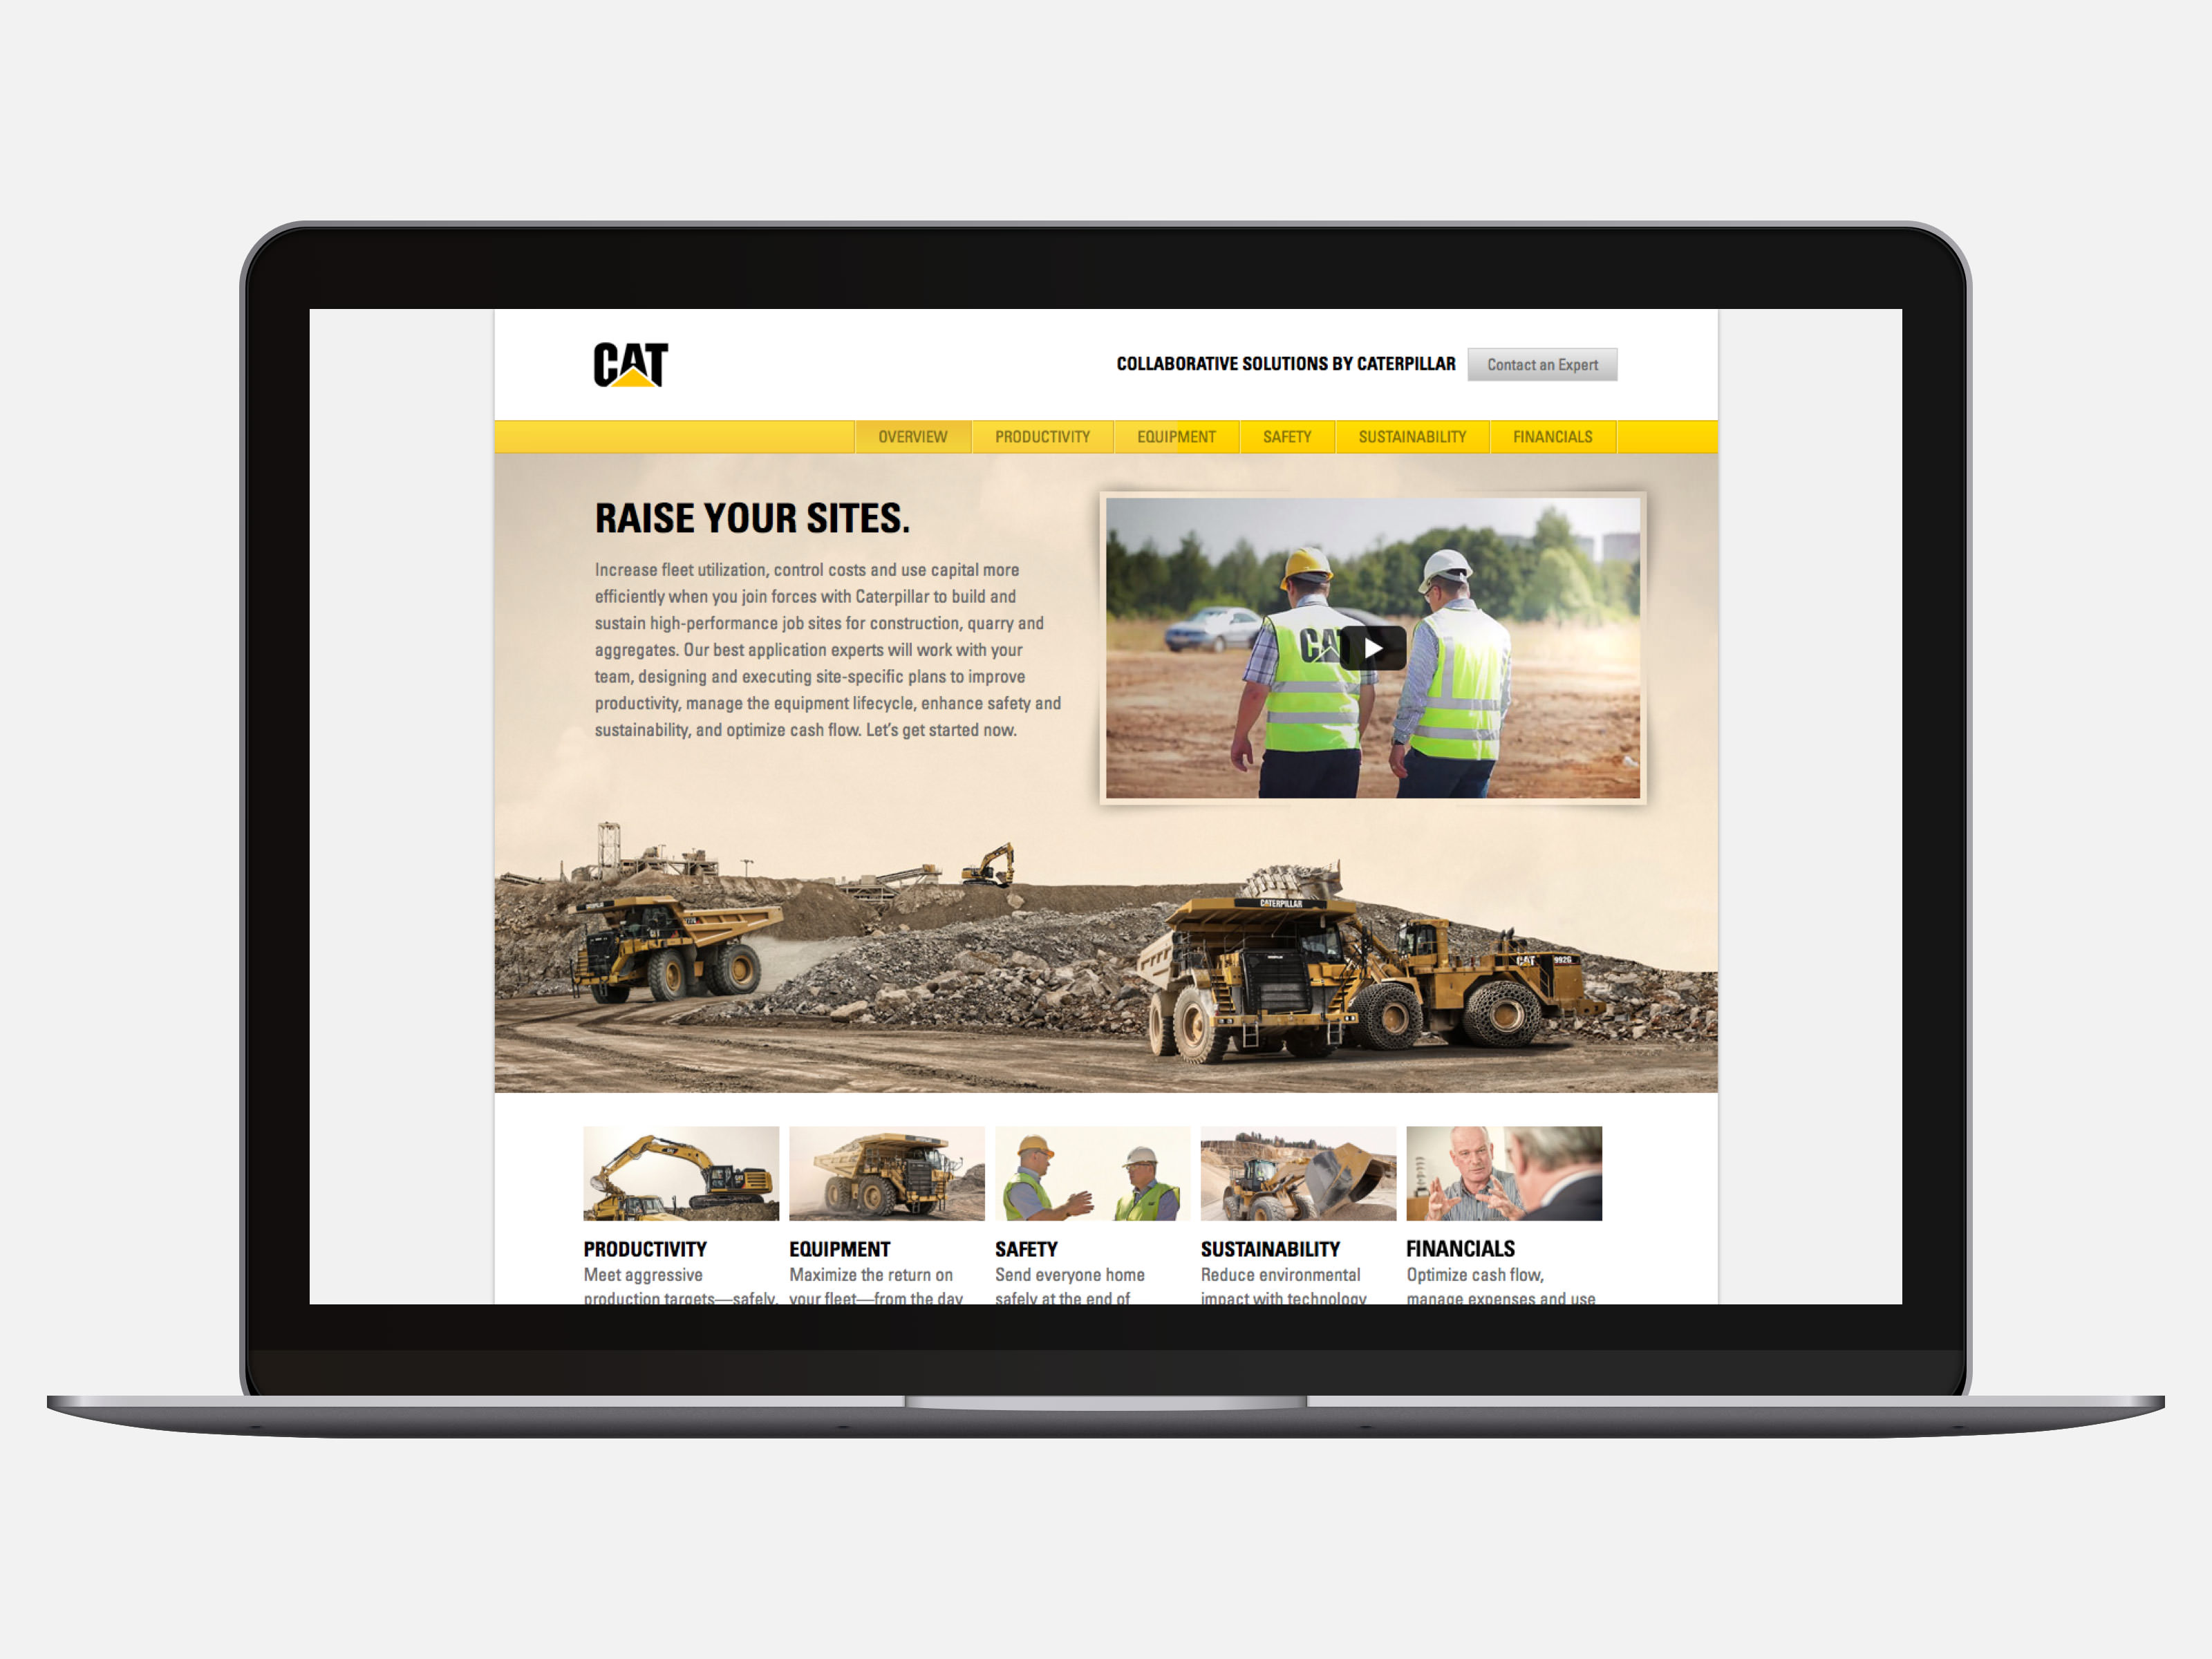 CAT
COLLABORATIVE SOLUTIONS BY CATERPILLAR
Contact an Expert
OVERVIEW
PRODUCTIVITY
EQUIPMENT
SAFETY
SUSTAINABILITY
FINANCIALS
RAISE YOUR SITES.
Increase fleet utilization, control costs and use capital more
efficiently when you join forces with Caterpillar to build and
sustain high-performance job sites for construction, quarry and
aggregates. Our best application experts will work with your
team, designing and executing site-specific plans to improve
productivity, manage the equipment lifecycle, enhance safety and
sustainability, and optimize cash flow. Let's get started now.
CAT
CATERPILLAR
CAT 992G
PRODUCTIVITY
Meet aggressive
production targets—safely,
EQUIPMENT
Maximize the return on
your fleet—from the day
SAFETY
Send everyone home
safely at the end of
SUSTAINABILITY
Reduce environmental
impact with technology
FINANCIALS
Optimize cash flow,
manage expenses and use